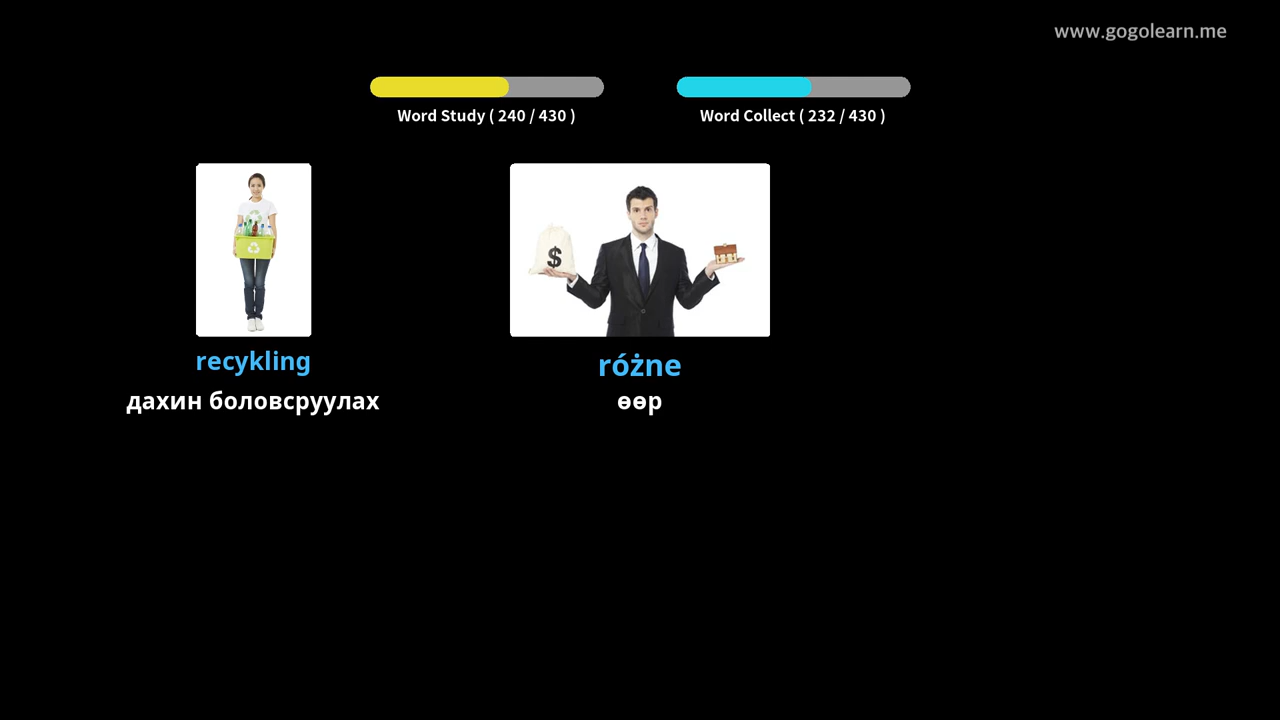 www.gogolearn.me
Word Study ( 240 / 430 )
Word Collect ( 232 / 430 )
$
recykling
różne
дахин боловсруулах
өөр